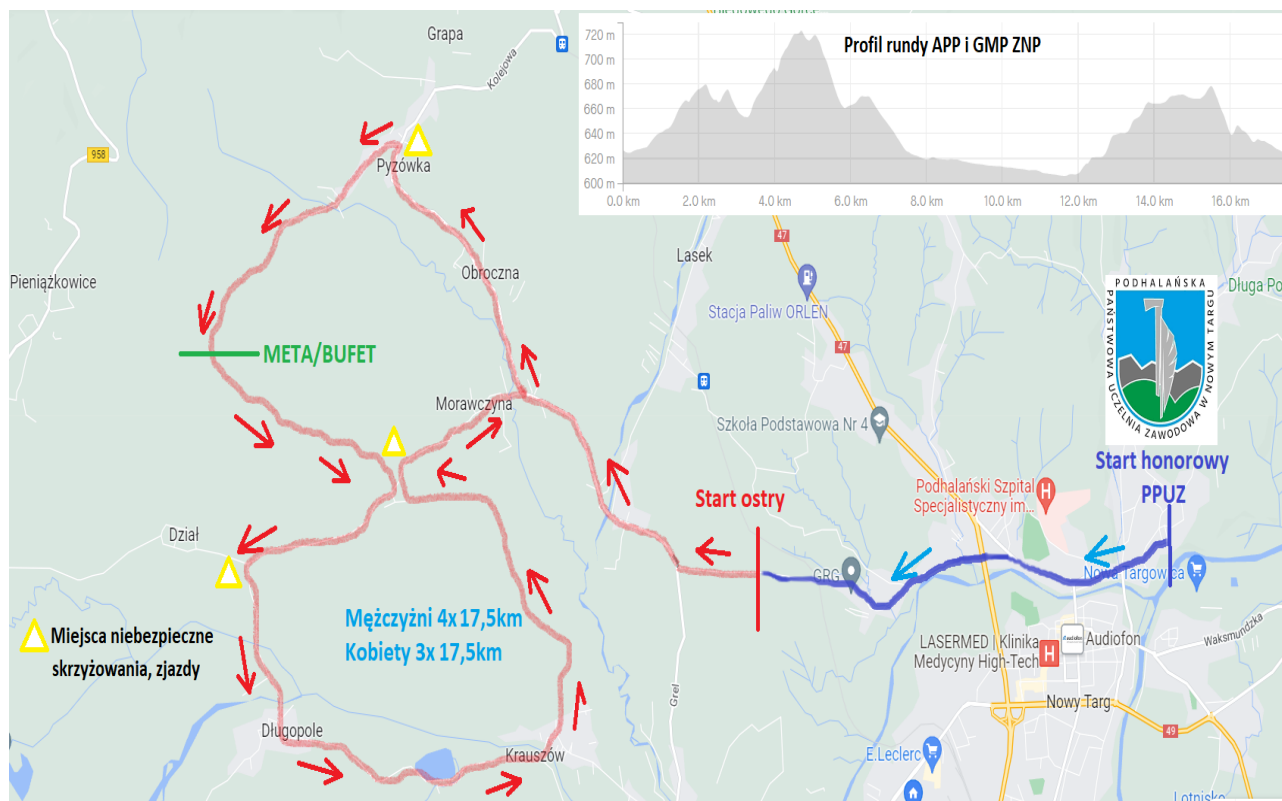 Grapa
Kolejowa
958
Pyzówka
Pieniążkowice
Obroczna
META/BUFET
Morawczyna
Dział
Miejsca niebezpieczne
skrzyżowania, zjazdy
Mężczyźni 4x 17,5km
Kobiety 3x 17,5km
Długopole
Krauszów
Profil rundy APP i GMP ZNP
720 m
700 m
680 m
660 m
640 m
620 m
600 m
0.0 km
2.0 km
4.0 km
6.0 km
8.0 km
10.0 km
12.0 km
14.0 km
16.0 km
47
Lasek
Stacja Paliw ORLEN
47
Szkoła Podstawowa Nr 4
Długa Po
PODHALAŃSKA
PAŃSTWOWA UCZELNIA ZAWODOWA W NOWYM TARGU
Start honorowy
PPUZ
Podhalański Szpital
Specjalistyczny im...
Start ostry
GRG
Nowa Targowica
LASERMED | Klinika
Medycyny High-Tech
Audiofon
Audiofon
Waksmundzka
Grel
Nowy Targ
49
E.Leclerc
Lotnisko